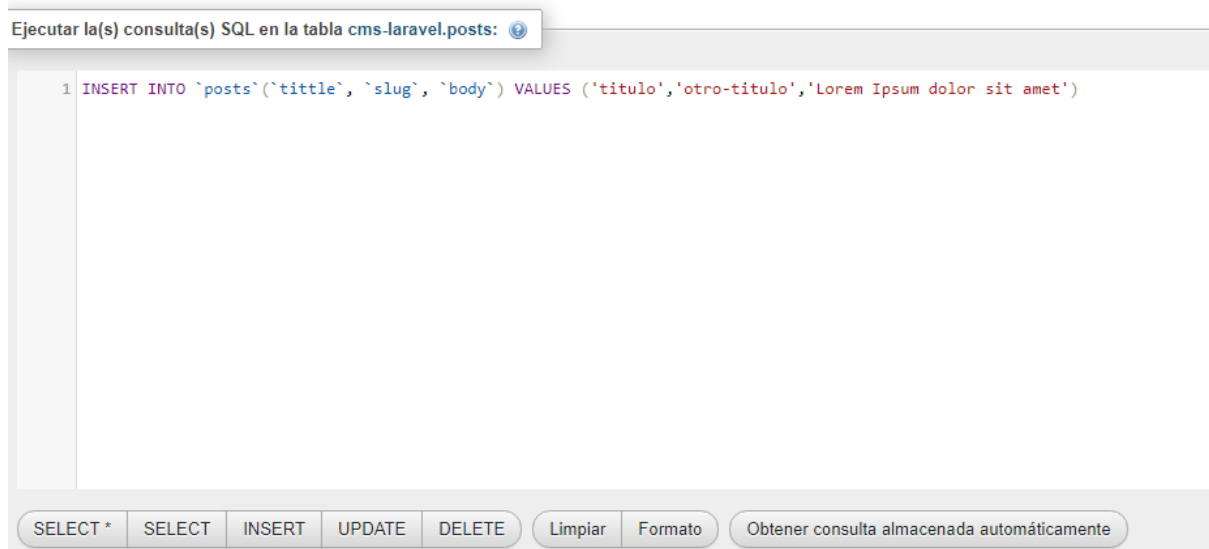 Ejecutar la(s) consulta(s) SQL en la tabla cms-laravel.posts:
1 INSERT INTO `posts`(`tittle`, `slug`, `body`) VALUES ('titulo','otro-titulo','Lorem Ipsum dolor sit amet')
SELECT * SELECT INSERT UPDATE DELETE Limpiar Formato Obtener consulta almacenada automáticamente